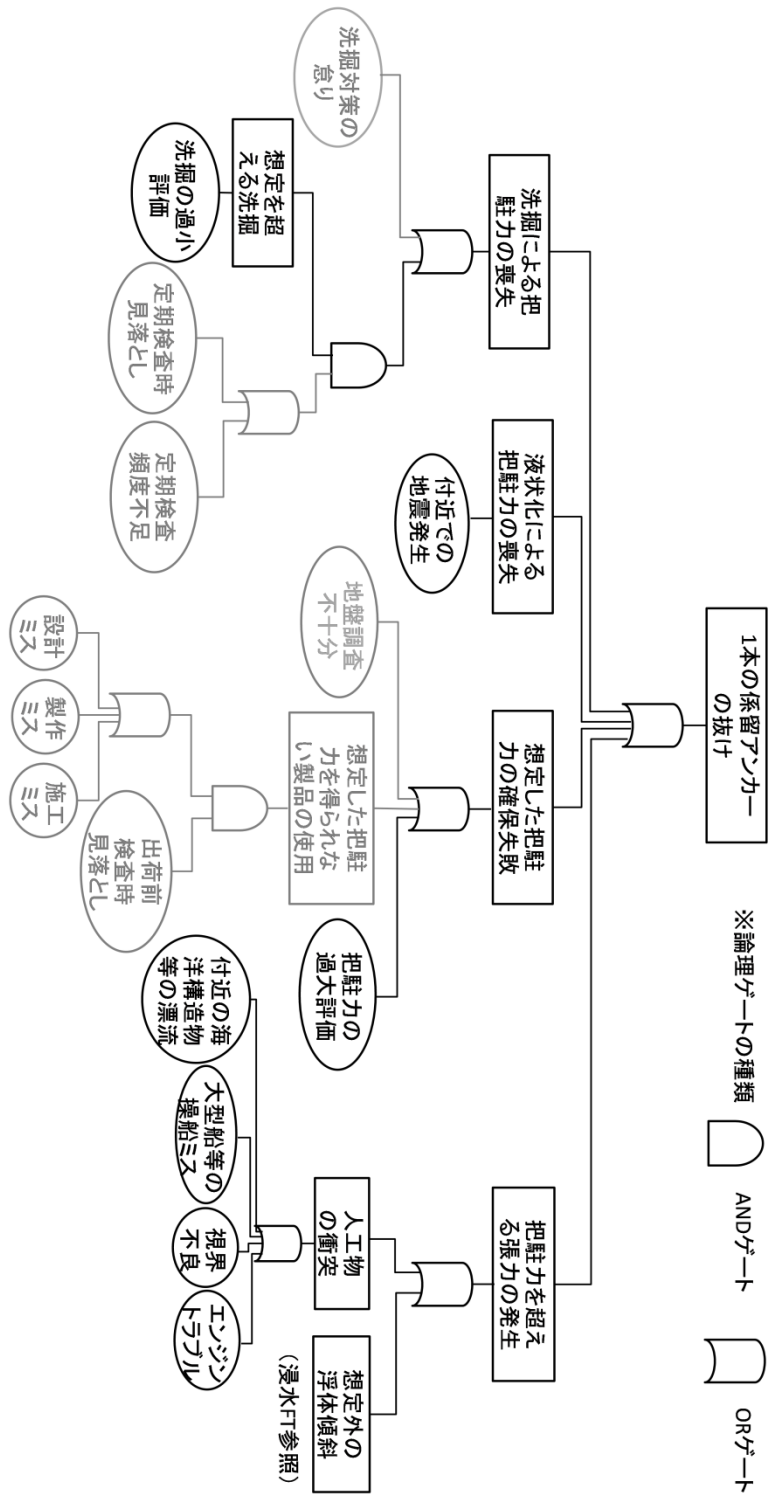 1本の係留アンカー
の抜け
※論理ゲートの種類
ANDゲート
ORゲート
洗掘による把
駐力の喪失
液状化による
把駐力の喪失
想定した把駐
力の確保失敗
把駐力を超え
る張力の発生
洗掘対策の
怠り
想定を超
える洗掘
洗掘の過小
評価
定期検査時
見落とし
定期検査
頻度不足
付近での
地震発生
地盤調査
不十分
想定した把駐
力を得られな
い製品の使用
把駐力の
過大評価
設計
ミス
製作
ミス
施工
ミス
出荷前
検査時
見落とし
人工物
の衝突
想定外の
浮体傾斜
（浸水FT参照）
付近の海
洋構造物
等の漂流
大型船等の
操船ミス
視界
不良
エンジン
トラブル